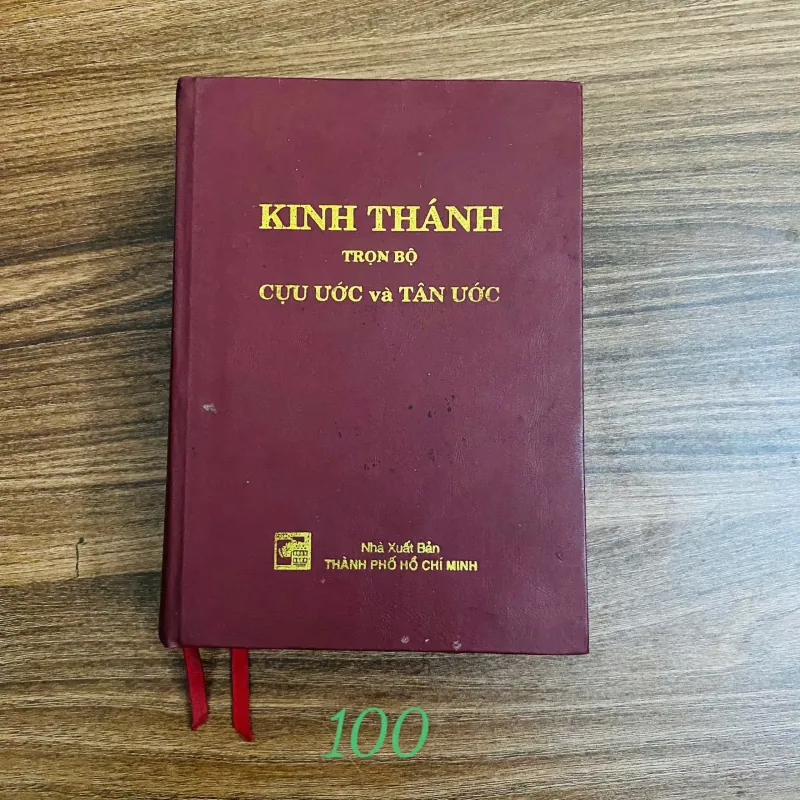 KINH THÁNH
TRỌN BỘ
CỰU ƯỚC và TÂN ƯỚC
Nhà Xuất Bản
THÀNH PHỐ HỒ CHÍ MINH
100